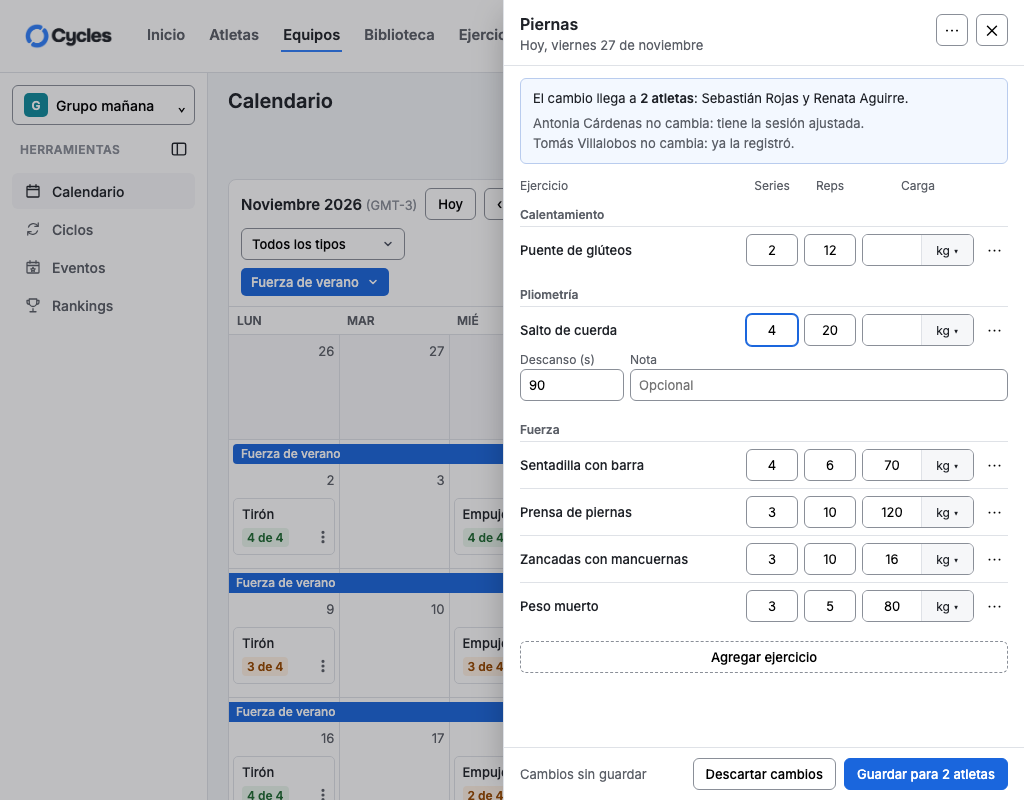 Cycles
Inicio Atletas Equipos Biblioteca Ejercic
G Grupo mañana
HERRAMIENTAS
Calendario
Ciclos
Eventos
Rankings
Calendario
Noviembre 2026 (GMT-3) Hoy
Todos los tipos
Fuerza de verano
LUN MAR MIÉ
26 27
Fuerza de verano
2 3
Tirón Empuj
4 de 4 4 de 4
Fuerza de verano
9 10
Tirón Empuj
3 de 4 3 de 4
Fuerza de verano
16 17
Tirón Empuj
4 de 4 2 de 4
Piernas
Hoy, viernes 27 de noviembre
El cambio llega a 2 atletas: Sebastián Rojas y Renata Aguirre.
Antonia Cárdenas no cambia: tiene la sesión ajustada.
Tomás Villalobos no cambia: ya la registró.
Ejercicio Series Reps Carga
Calentamiento
Puente de glúteos 2 12 kg
Pliometría
Salto de cuerda 4 20 kg
Descanso (s) Nota
90 Opcional
Fuerza
Sentadilla con barra 4 6 70 kg
Prensa de piernas 3 10 120 kg
Zancadas con mancuernas 3 10 16 kg
Peso muerto 3 5 80 kg
Agregar ejercicio
Cambios sin guardar Descartar cambios Guardar para 2 atletas